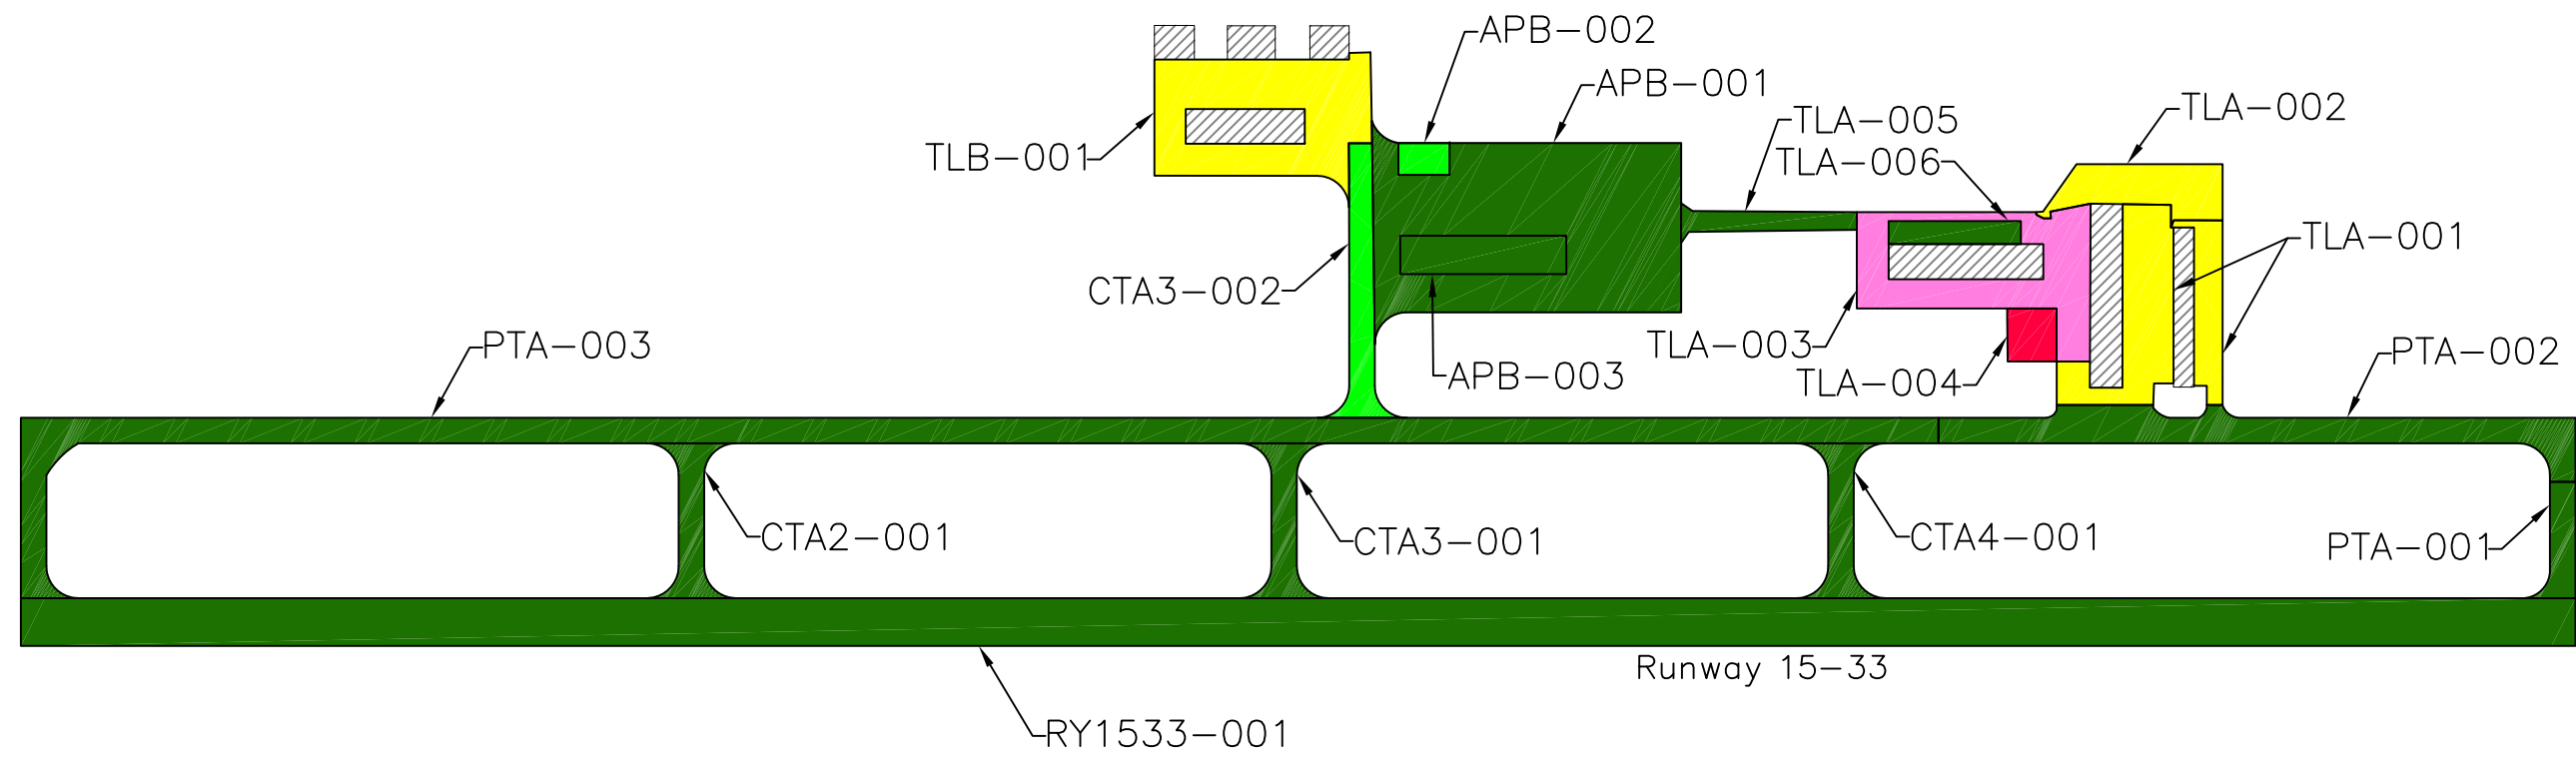 APB-002
APB-001
TLA-005
TLA-002
TLB-001
TLA-006
TLA-001
CTA3-002
PTA-003
TLA-003
PTA-002
APB-003
TLA-004
CTA2-001
CTA3-001
CTA4-001
PTA-001
Runway 15-33
RY1533-001